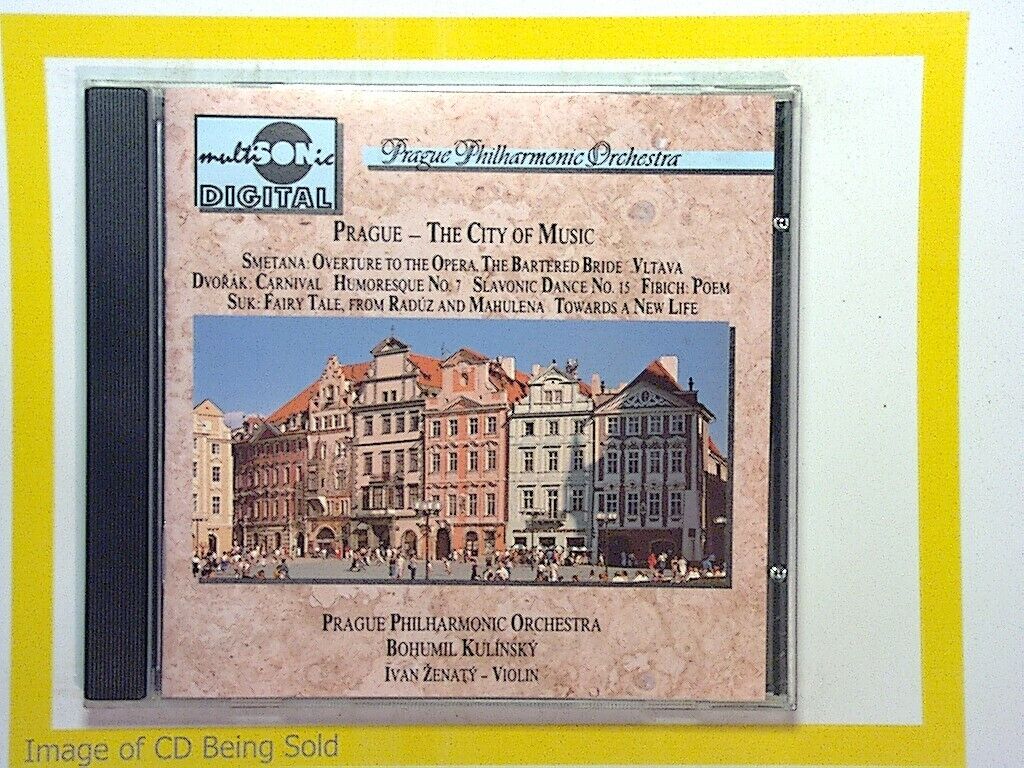 multiSONic
DIGITAL
Prague Philharmonic Orchestra
PRAGUE – THE CITY OF MUSIC
SMETANA: OVERTURE TO THE OPERA, THE BARTERED BRIDE VLTAVA
DVOŘÁK: CARNIVAL HUMORESQUE NO. 7 SLAVONIC DANCE NO. 15 FIBICH: POEM
SUK: FAIRY TALE, FROM RADÚZ AND MAHULENA TOWARDS A NEW LIFE
PRAGUE PHILHARMONIC ORCHESTRA
BOHUMIL KULÍNSKÝ
IVAN ŽENATÝ – VIOLIN
Image of CD Being Sold